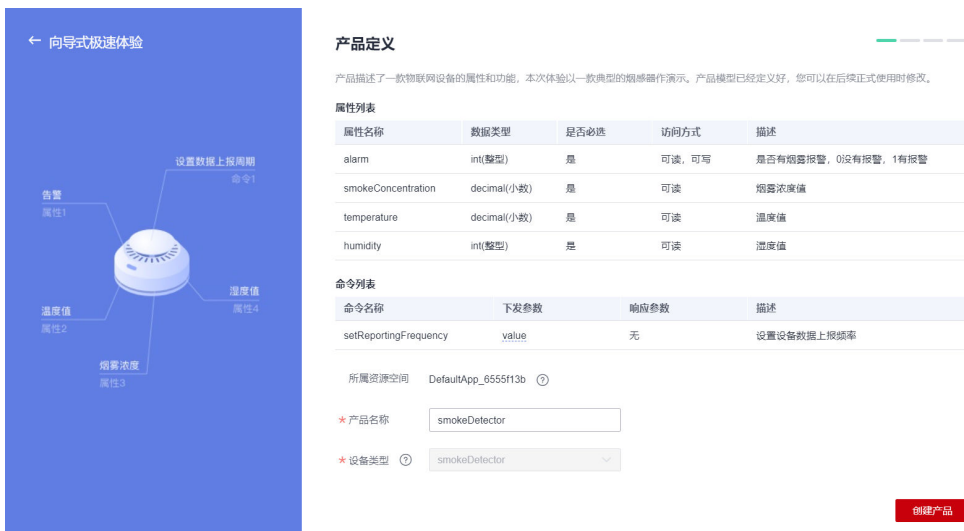 ← 向导式极速体验
设置数据上报周期
命令1
告警
属性1
湿度值
属性4
温度值
属性2
烟雾浓度
属性3
产品定义
产品描述了一款物联网设备的属性和功能，本次体验以一款典型的烟感器作演示。产品模型已经定义好，您可以在后续正式使用时修改。
属性列表
属性名称 数据类型 是否必选 访问方式 描述
alarm int(整型) 是 可读，可写 是否有烟雾报警，0没有报警，1有报警
smokeConcentration decimal(小数) 是 可读 烟雾浓度值
temperature decimal(小数) 是 可读 温度值
humidity int(整型) 是 可读 湿度值
命令列表
命令名称 下发参数 响应参数 描述
setReportingFrequency value 无 设置设备数据上报频率
所属资源空间 DefaultApp_6555f13b ?
* 产品名称 smokeDetector
* 设备类型 ? smokeDetector
创建产品